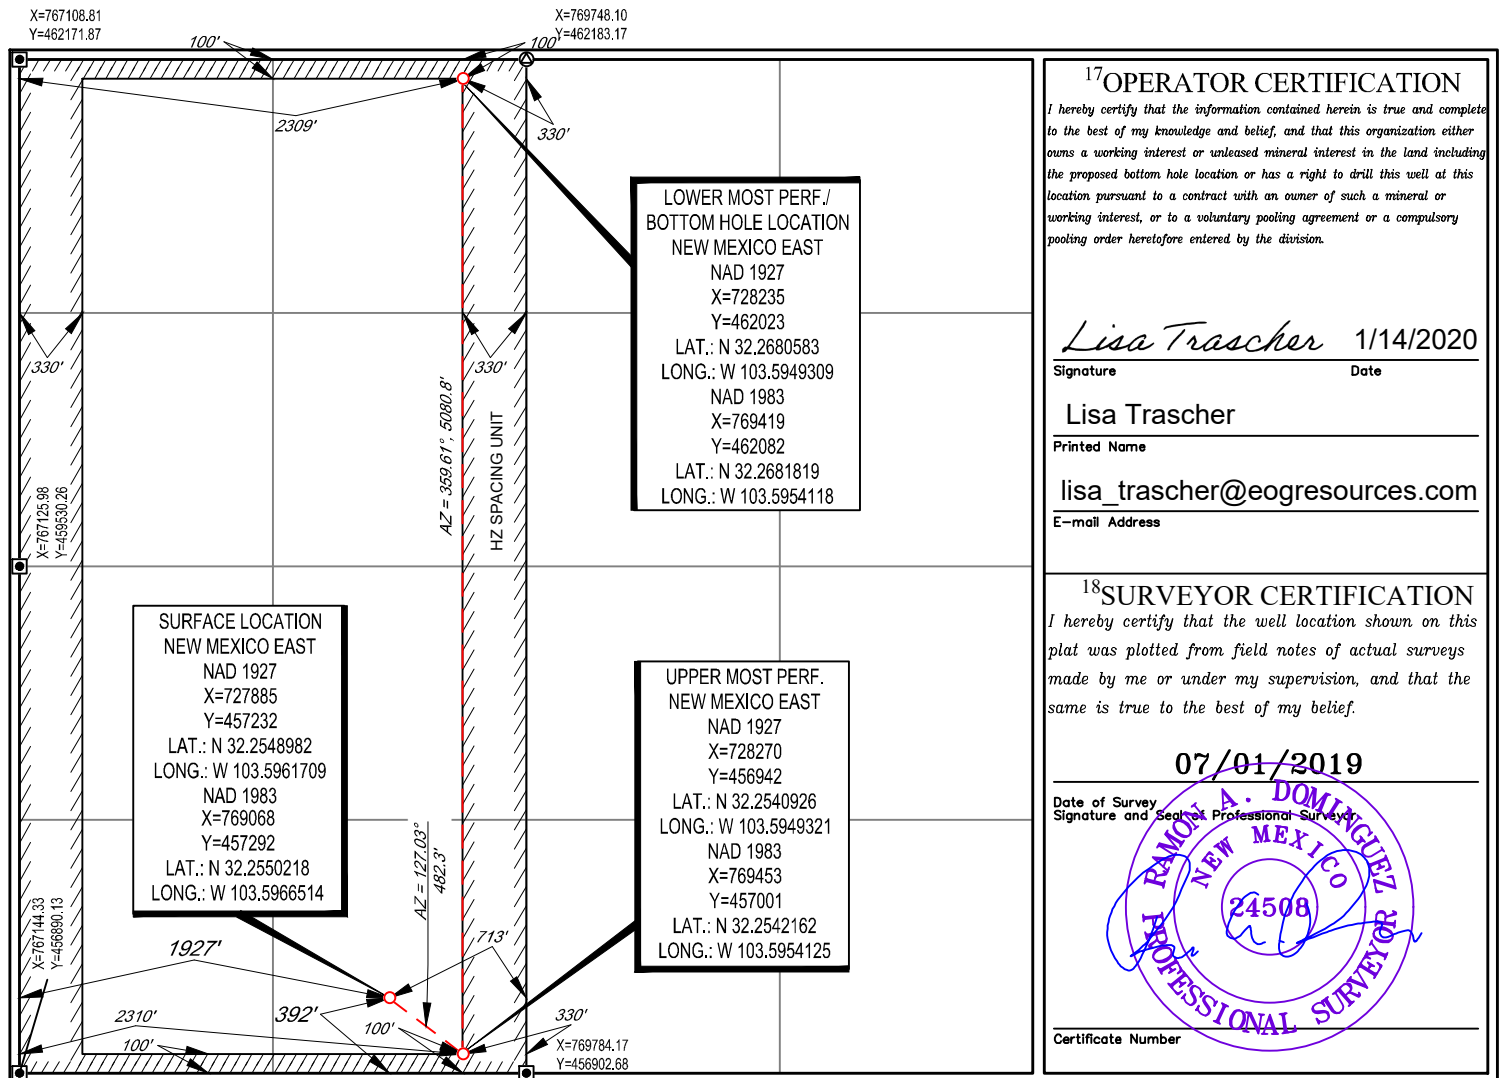 X=767108.81
Y=462171.87
X=769748.10
Y=462183.17
100'
100'
2309'
330'
LOWER MOST PERF./
BOTTOM HOLE LOCATION
NEW MEXICO EAST
NAD 1927
X=728235
Y=462023
LAT.: N 32.2680583
LONG.: W 103.5949309
NAD 1983
X=769419
Y=462082
LAT.: N 32.2681819
LONG.: W 103.5954118
330'
330'
AZ = 359.61°, 5080.8'
HZ SPACING UNIT
X=767125.98
Y=459530.26
SURFACE LOCATION
NEW MEXICO EAST
NAD 1927
X=727885
Y=457232
LAT.: N 32.2548982
LONG.: W 103.5961709
NAD 1983
X=769068
Y=457292
LAT.: N 32.2550218
LONG.: W 103.5966514
UPPER MOST PERF.
NEW MEXICO EAST
NAD 1927
X=728270
Y=456942
LAT.: N 32.2540926
LONG.: W 103.5949321
NAD 1983
X=769453
Y=457001
LAT.: N 32.2542162
LONG.: W 103.5954125
AZ = 127.03°
482.3'
X=767144.33
Y=456890.13
1927'
713'
392'
2310'
100'
100'
330'
X=769784.17
Y=456902.68
17 OPERATOR CERTIFICATION
I hereby certify that the information contained herein is true and complete
to the best of my knowledge and belief, and that this organization either
owns a working interest or unleased mineral interest in the land including
the proposed bottom hole location or has a right to drill this well at this
location pursuant to a contract with an owner of such a mineral or
working interest, or to a voluntary pooling agreement or a compulsory
pooling order heretofore entered by the division.
Lisa Trascher 1/14/2020
Signature Date
Lisa Trascher
Printed Name
lisa_trascher@eogresources.com
E-mail Address
18 SURVEYOR CERTIFICATION
I hereby certify that the well location shown on this
plat was plotted from field notes of actual surveys
made by me or under my supervision, and that the
same is true to the best of my belief.
07/01/2019
Date of Survey
Signature and Seal of Professional Surveyor:
RAMON A. DOMINGUEZ
NEW MEXICO
24508
PROFESSIONAL SURVEYOR
Certificate Number